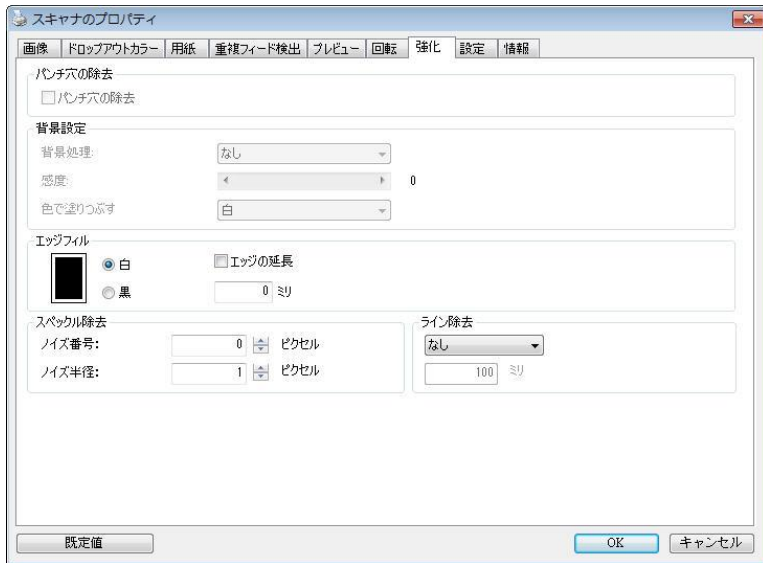 スキャナのプロパティ
画像 ドロップアウトカラー 用紙 重複フィード検出 プレビュー 回転 強化 設定 情報
パンチ穴の除去
パンチ穴の除去
背景設定
背景処理: なし
感度: 0
色で塗りつぶす 白
エッジフィル
白 エッジの延長
黒 0 ミリ
スペックル除去 ライン除去
ノイズ番号: 0 ピクセル なし
ノイズ半径: 1 ピクセル 100 ミリ
既定値 OK キャンセル